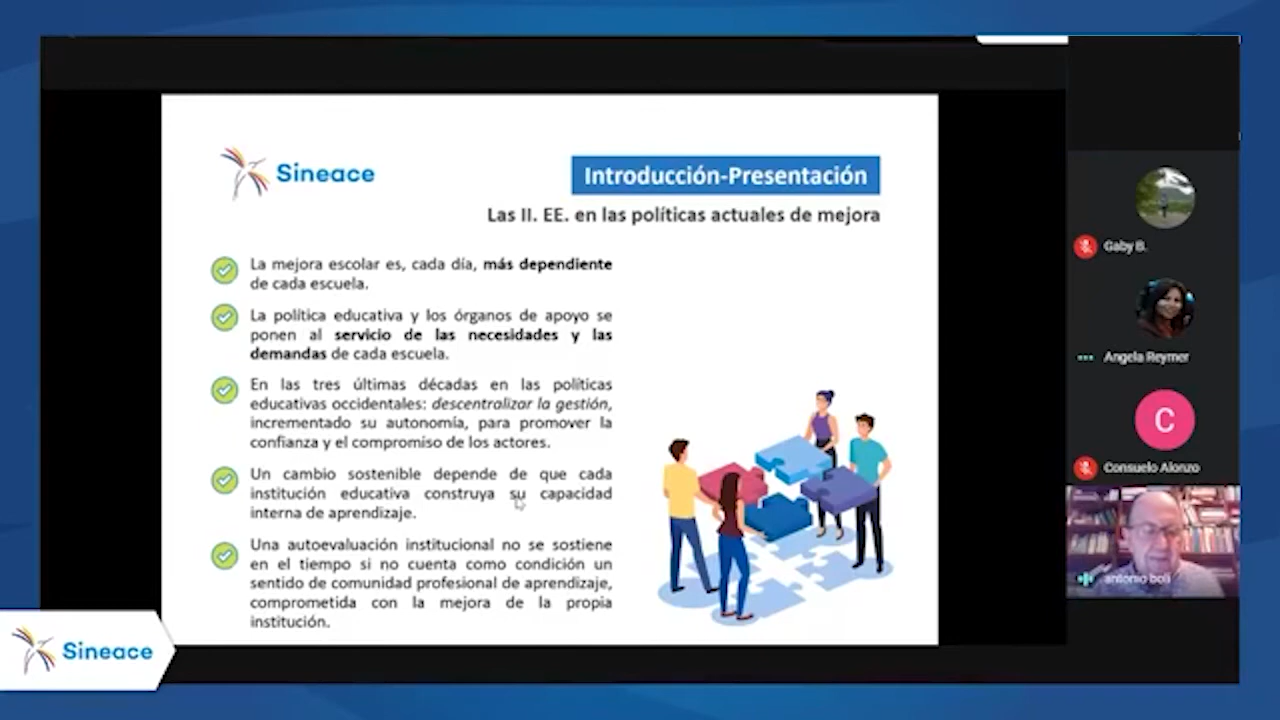 Sineace
Introducción-Presentación
Las II. EE. en las políticas actuales de mejora
La mejora escolar es, cada día, más dependiente
de cada escuela.
La política educativa y los órganos de apoyo se
ponen al servicio de las necesidades y las
demandas de cada escuela.
En las tres últimas décadas en las políticas
educativas occidentales: descentralizar la gestión,
incrementado su autonomía, para promover la
confianza y el compromiso de los actores.
Un cambio sostenible depende de que cada
institución educativa construya su capacidad
interna de aprendizaje.
Una autoevaluación institucional no se sostiene
en el tiempo si no cuenta como condición un
sentido de comunidad profesional de aprendizaje,
comprometida con la mejora de la propia
institución.
Gaby B.
Angela Reymer
C
Consuelo Alonzo
antonio boli
Sineace